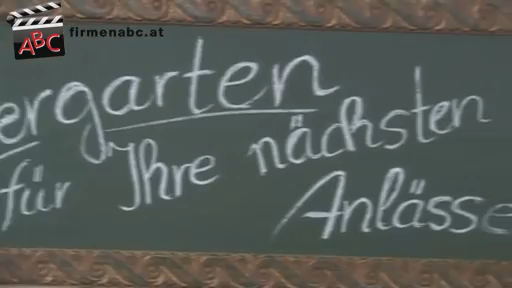 ABC firmenabc.at
ergarten
für Ihre nächsten
Anlässe